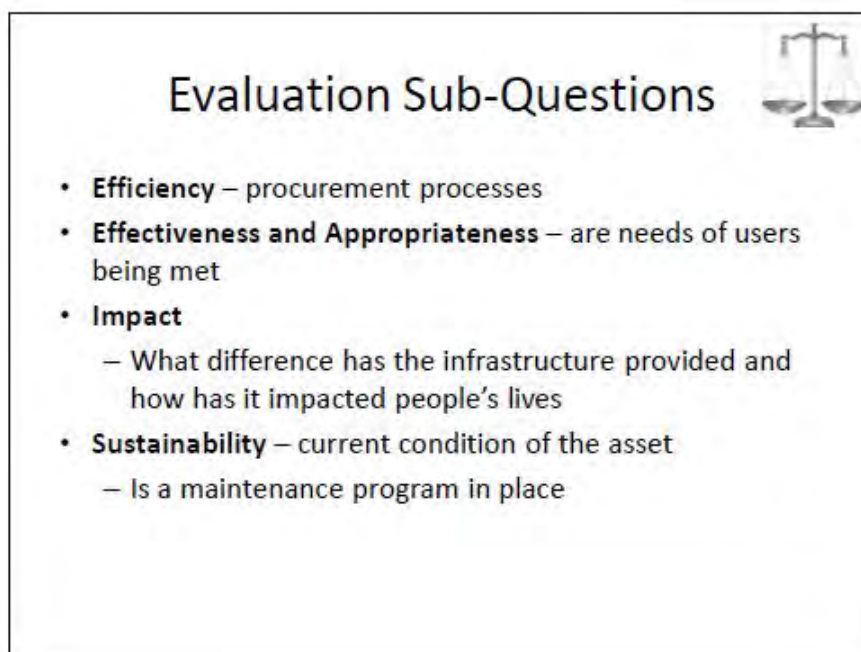 Evaluation Sub-Questions
• Efficiency – procurement processes
• Effectiveness and Appropriateness – are needs of users
being met
• Impact
– What difference has the infrastructure provided and
how has it impacted people's lives
• Sustainability – current condition of the asset
– Is a maintenance program in place